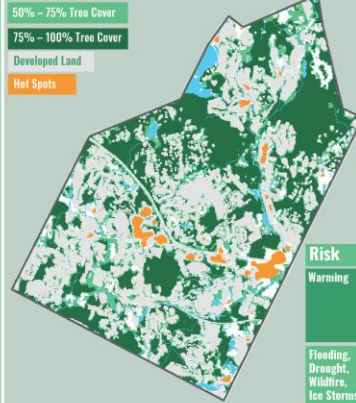 50% – 75% Tree Cover
75% – 100% Tree Cover
Developed Land
Hot Spots
Risk
Warming
Flooding,
Drought,
Wildfire,
Ice Storms